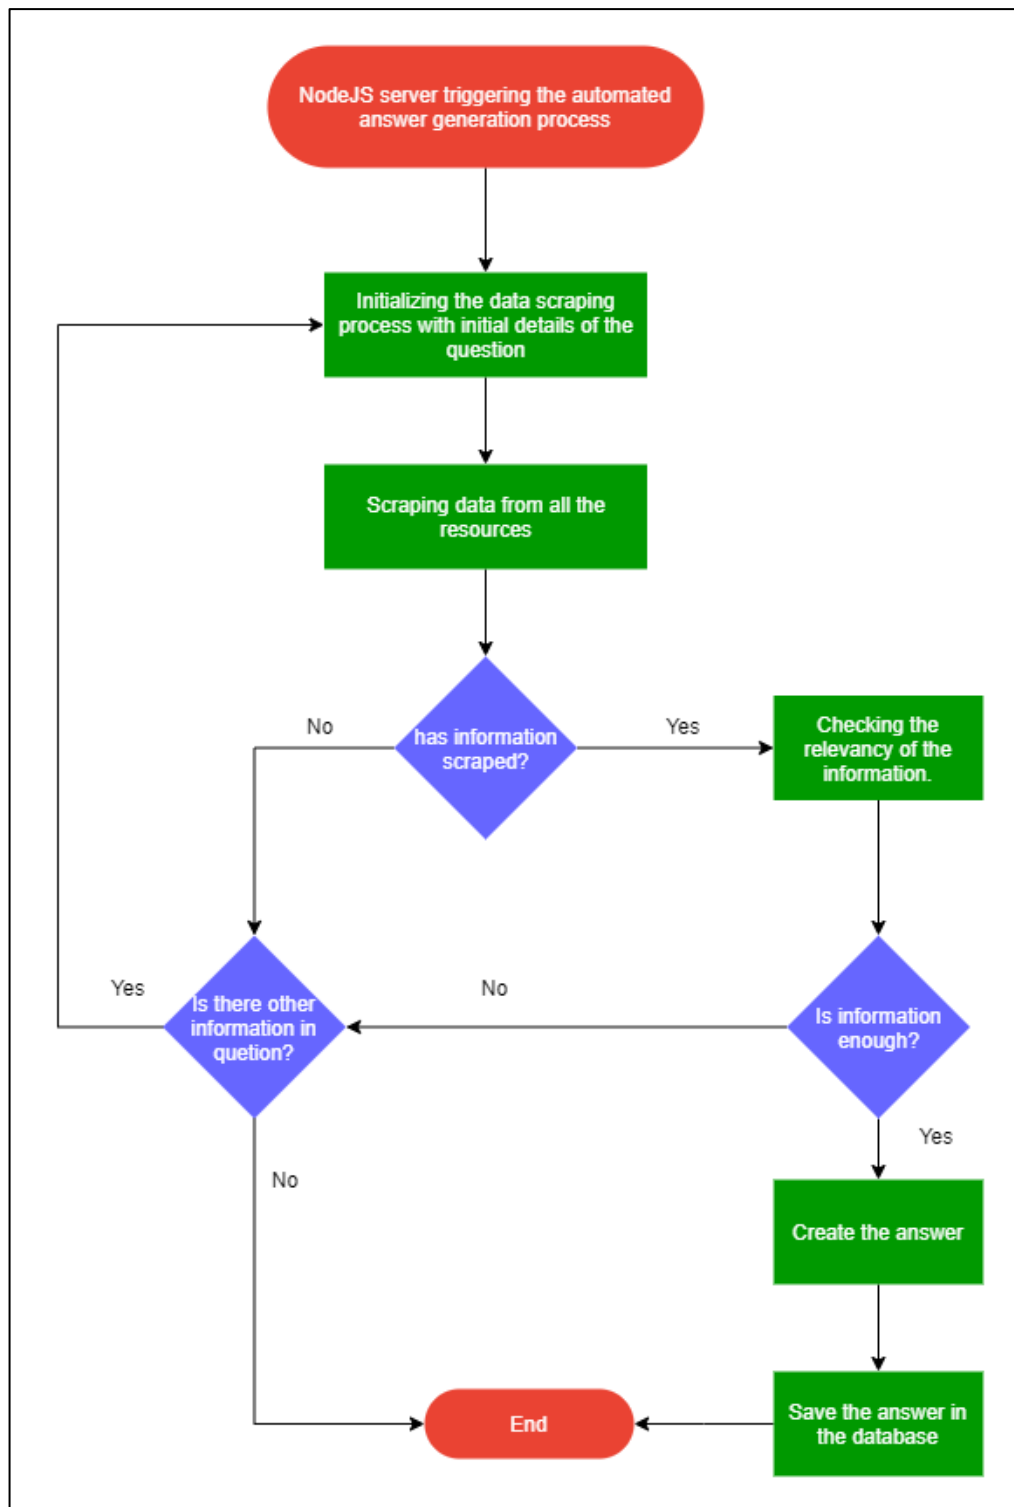 NodeJS server triggering the automated
answer generation process
Initializing the data scraping
process with initial details of the
question
Scraping data from all the
resources
No
has information
scraped?
Yes
Checking the
relevancy of the
information.
Yes
Is there other
information in
quetion?
No
Is information
enough?
Yes
No
Create the answer
End
Save the answer in
the database